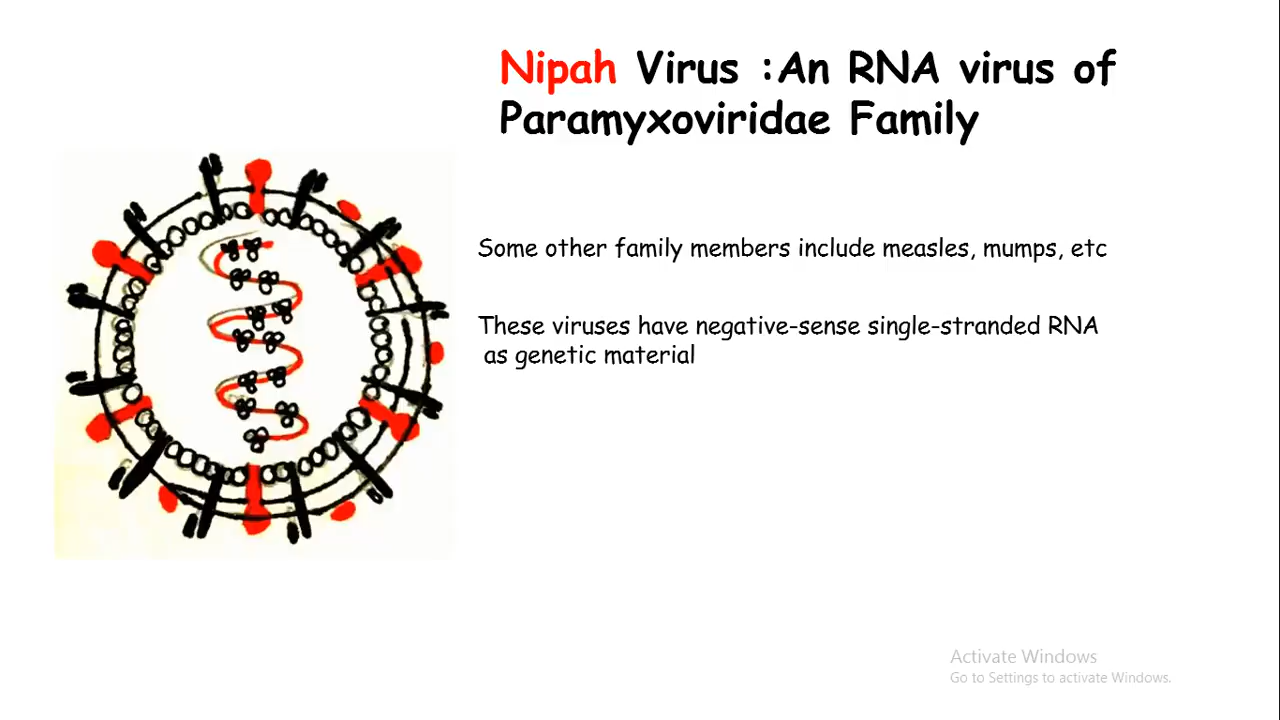 Nipah Virus :An RNA virus of
Paramyxoviridae Family
Some other family members include measles, mumps, etc
These viruses have negative-sense single-stranded RNA
as genetic material
Activate Windows
Go to Settings to activate Windows.